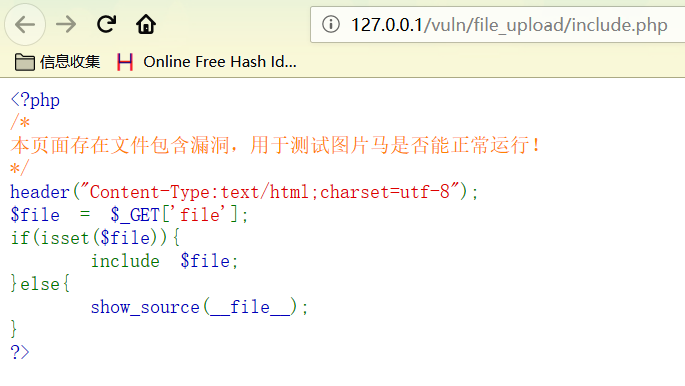 127.0.0.1/vuln/file_upload/include.php
信息收集 Online Free Hash Id...
<?php
/*
本页面存在文件包含漏洞，用于测试图片马是否能正常运行！
*/
header("Content-Type:text/html;charset=utf-8");
$file = $_GET['file'];
if(isset($file)){
include $file;
}else{
show_source(__file__);
}
?>